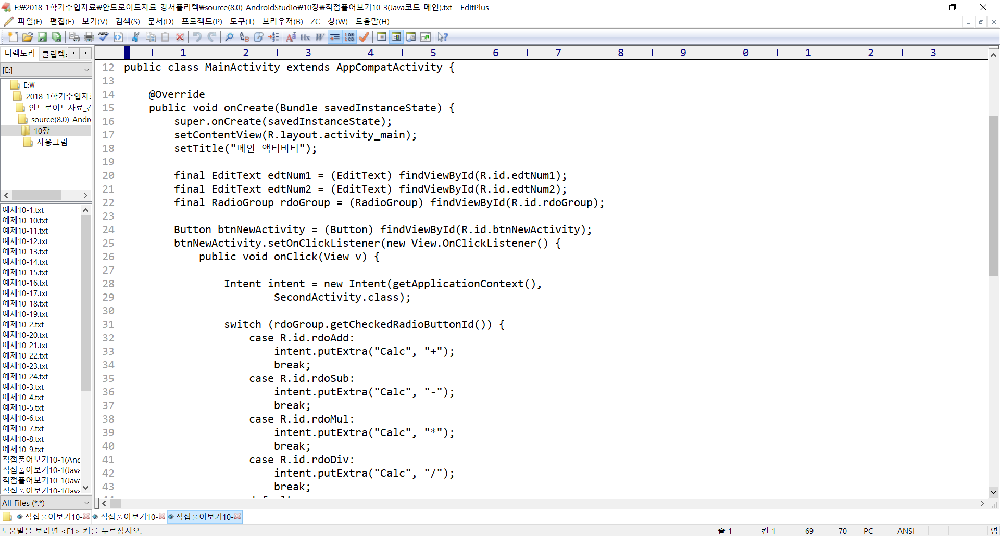 E:\2018-1학기수업자료\안드로이드자료_강서폴리텍\source(8.0)_AndroidStudio\10장\직접풀어보기10-3(Java코드-메인).txt - EditPlus
파일(F) 편집(E) 보기(V) 검색(S) 문서(D) 프로젝트(P) 도구(T) 브라우저(B) ZC 창(W) 도움말(H)
디렉토리 클립텍
[E:]
E:\
2018-1학기수업자
안드로이드자료_강
source(8.0)_Andr
10장
사용그림
예제10-1.txt
예제10-10.txt
예제10-11.txt
예제10-12.txt
예제10-13.txt
예제10-14.txt
예제10-15.txt
예제10-16.txt
예제10-17.txt
예제10-18.txt
예제10-19.txt
예제10-2.txt
예제10-20.txt
예제10-21.txt
예제10-22.txt
예제10-23.txt
예제10-24.txt
예제10-3.txt
예제10-4.txt
예제10-5.txt
예제10-6.txt
예제10-7.txt
예제10-8.txt
예제10-9.txt
직접풀어보기10-1(And
직접풀어보기10-1(Java
직접풀어보기10-1(Java
직접풀어보기10-1(Java
All Files (*.*)
----+----1----+----2----+----3----+----4----+----5----+----6----+----7----+----8----+----9----+----0----+----1----+----2----+----3----+----
12 public class MainActivity extends AppCompatActivity {
13
14     @Override
15     public void onCreate(Bundle savedInstanceState) {
16         super.onCreate(savedInstanceState);
17         setContentView(R.layout.activity_main);
18         setTitle("메인 액티비티");
19
20         final EditText edtNum1 = (EditText) findViewById(R.id.edtNum1);
21         final EditText edtNum2 = (EditText) findViewById(R.id.edtNum2);
22         final RadioGroup rdoGroup = (RadioGroup) findViewById(R.id.rdoGroup);
23
24         Button btnNewActivity = (Button) findViewById(R.id.btnNewActivity);
25         btnNewActivity.setOnClickListener(new View.OnClickListener() {
26             public void onClick(View v) {
27
28                 Intent intent = new Intent(getApplicationContext(),
29                         SecondActivity.class);
30
31                 switch (rdoGroup.getCheckedRadioButtonId()) {
32                     case R.id.rdoAdd:
33                         intent.putExtra("Calc", "+");
34                         break;
35                     case R.id.rdoSub:
36                         intent.putExtra("Calc", "-");
37                         break;
38                     case R.id.rdoMul:
39                         intent.putExtra("Calc", "*");
40                         break;
41                     case R.id.rdoDiv:
42                         intent.putExtra("Calc", "/");
43                         break;
직접풀어보기10- 직접풀어보기10- 직접풀어보기10-
도움말을 보려면 <F1> 키를 누르십시오. 줄 1 칸 1 69 70 PC ANSI 영